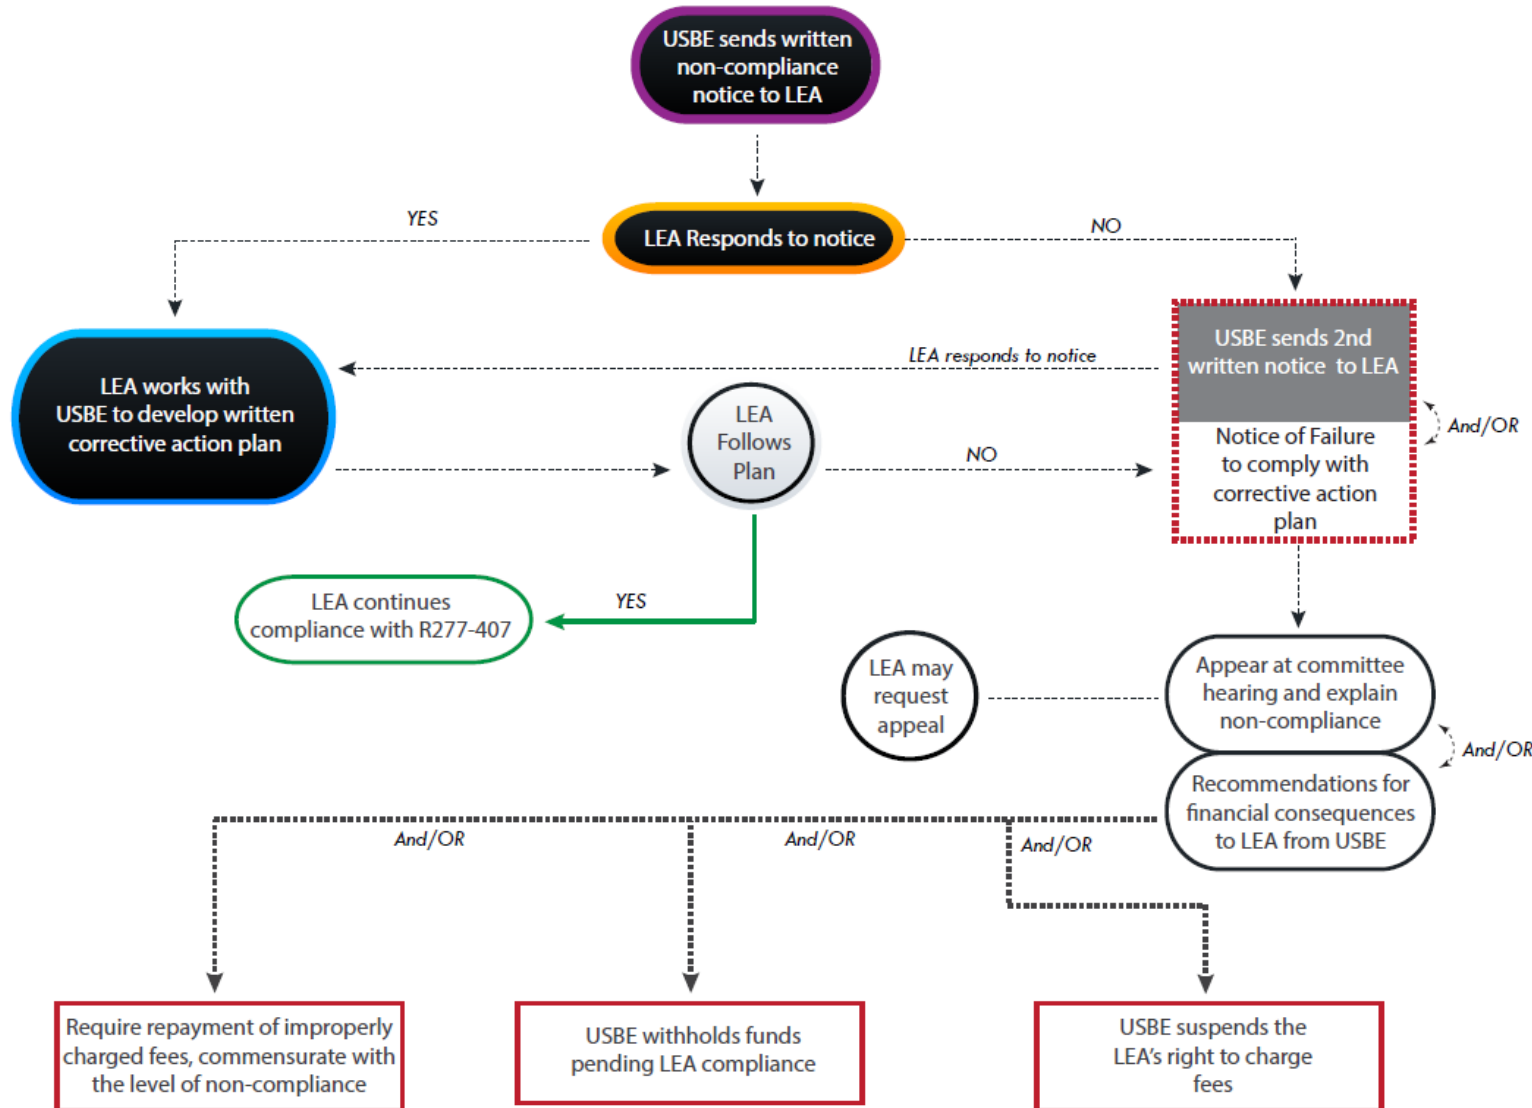 USBE sends written
non-compliance
notice to LEA
YES
LEA Responds to notice
NO
USBE sends 2nd
written notice to LEA
LEA responds to notice
LEA works with
USBE to develop written
corrective action plan
LEA
Follows
Plan
And/OR
Notice of Failure
to comply with
corrective action
plan
NO
LEA continues
compliance with R277-407
YES
LEA may
request
appeal
Appear at committee
hearing and explain
non-compliance
And/OR
Recommendations for
financial consequences
to LEA from USBE
And/OR
And/OR
And/OR
Require repayment of improperly
charged fees, commensurate with
the level of non-compliance
USBE withholds funds
pending LEA compliance
USBE suspends the
LEA’s right to charge
fees